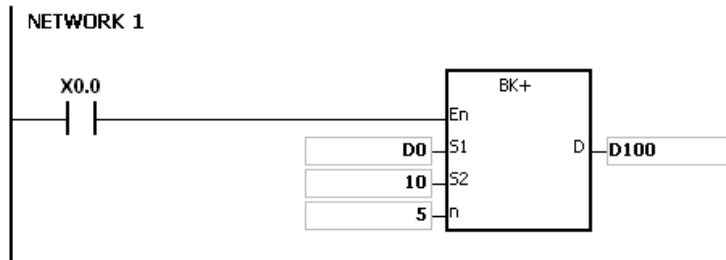 NETWORK 1
X0.0
BK+
En
D0 S1 D D100
10 S2
5 n